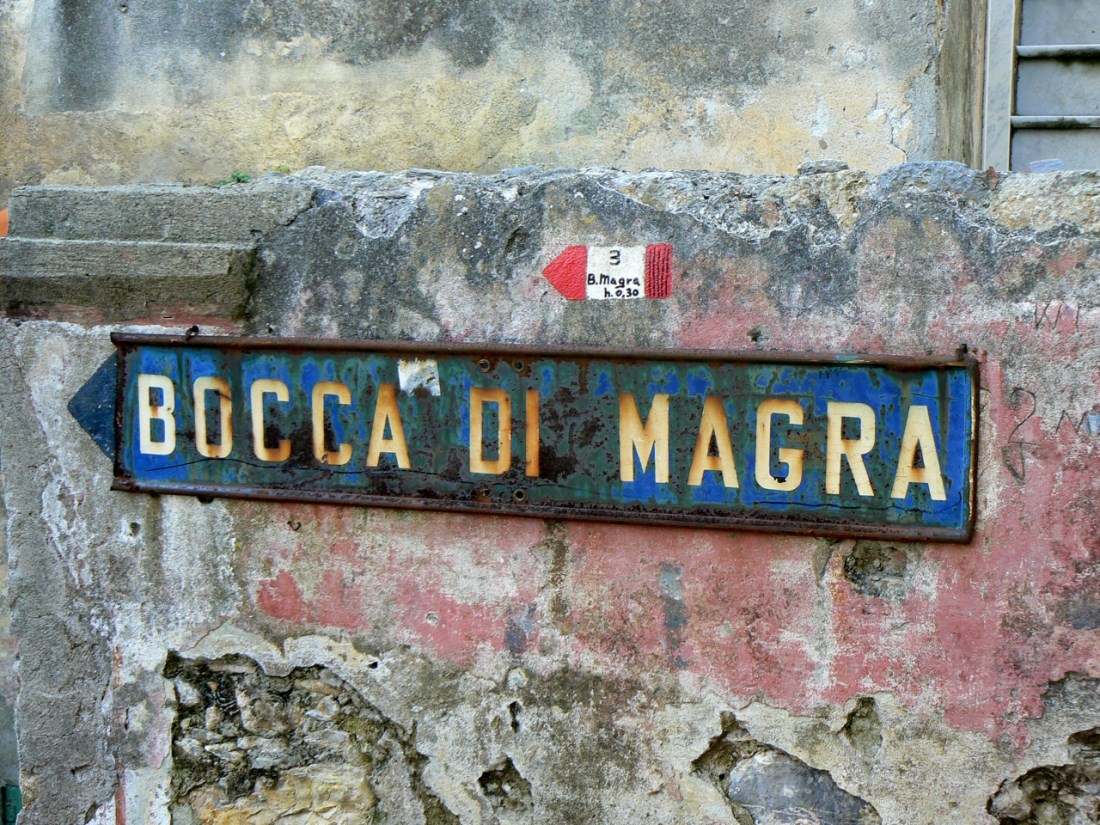 3
B. Magra
h. 0,30
BOCCA DI MAGRA